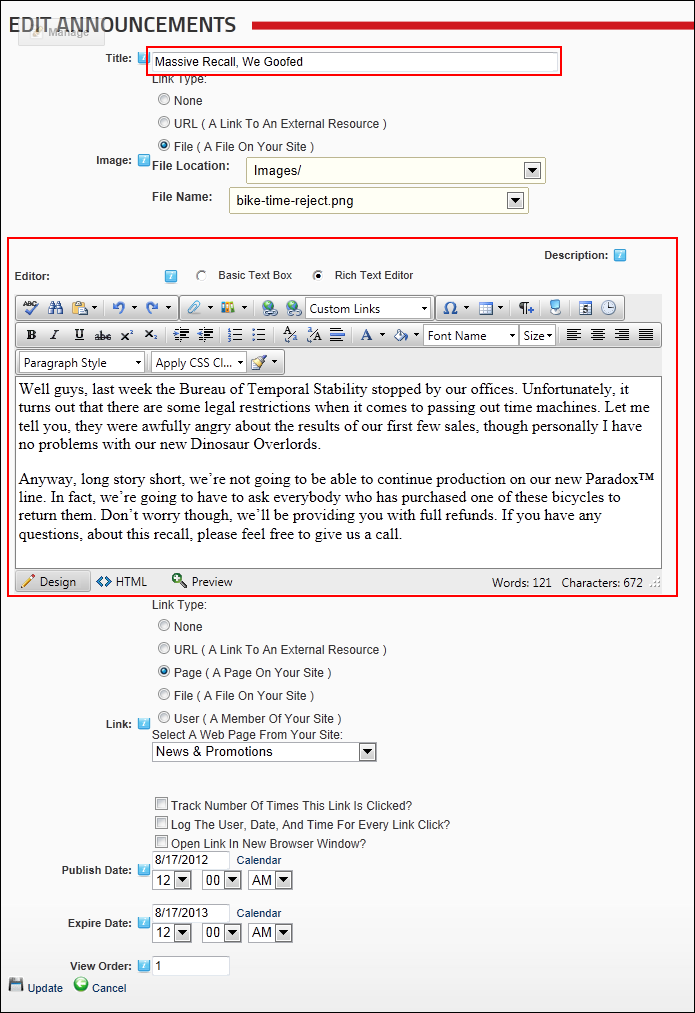 EDIT ANNOUNCEMENTS
Manage
Title: Massive Recall, We Goofed
Link Type:
None
URL ( A Link To An External Resource )
File ( A File On Your Site )
Image: File Location: Images/
File Name: bike-time-reject.png
Description:
Editor: Basic Text Box Rich Text Editor
ABC Custom Links Ω
B I U abc x² x₂ A Font Name Size
Paragraph Style Apply CSS Cl...
Well guys, last week the Bureau of Temporal Stability stopped by our offices. Unfortunately, it
turns out that there are some legal restrictions when it comes to passing out time machines. Let me
tell you, they were awfully angry about the results of our first few sales, though personally I have
no problems with our new Dinosaur Overlords.
Anyway, long story short, we’re not going to be able to continue production on our new Paradox™
line. In fact, we’re going to have to ask everybody who has purchased one of these bicycles to
return them. Don’t worry though, we’ll be providing you with full refunds. If you have any
questions, about this recall, please feel free to give us a call.
Design HTML Preview Words: 121 Characters: 672
Link Type:
None
URL ( A Link To An External Resource )
Page ( A Page On Your Site )
File ( A File On Your Site )
Link: User ( A Member Of Your Site )
Select A Web Page From Your Site:
News & Promotions
Track Number Of Times This Link Is Clicked?
Log The User, Date, And Time For Every Link Click?
Open Link In New Browser Window?
Publish Date: 8/17/2012 Calendar
12 00 AM
Expire Date: 8/17/2013 Calendar
12 00 AM
View Order: 1
Update Cancel